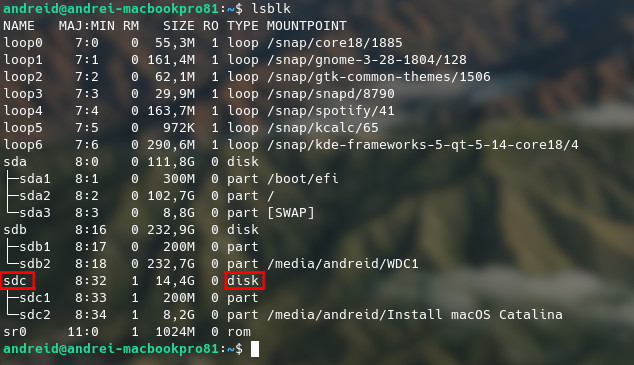 andreid@andrei-macbookpro81:~$ lsblk
NAME   MAJ:MIN RM   SIZE RO TYPE MOUNTPOINT
loop0    7:0    0  55,3M  1 loop /snap/core18/1885
loop1    7:1    0 161,4M  1 loop /snap/gnome-3-28-1804/128
loop2    7:2    0  62,1M  1 loop /snap/gtk-common-themes/1506
loop3    7:3    0  29,9M  1 loop /snap/snapd/8790
loop4    7:4    0 163,7M  1 loop /snap/spotify/41
loop5    7:5    0   972K  1 loop /snap/kcalc/65
loop6    7:6    0 290,6M  1 loop /snap/kde-frameworks-5-qt-5-14-core18/4
sda      8:0    0 111,8G  0 disk
├─sda1   8:1    0   300M  0 part /boot/efi
├─sda2   8:2    0 102,7G  0 part /
└─sda3   8:3    0   8,8G  0 part [SWAP]
sdb      8:16   0 232,9G  0 disk
├─sdb1   8:17   0   200M  0 part
└─sdb2   8:18   0 232,7G  0 part /media/andreid/WDC1
sdc      8:32   1  14,4G  0 disk
├─sdc1   8:33   1   200M  0 part
└─sdc2   8:34   1   8,2G  0 part /media/andreid/Install macOS Catalina
sr0     11:0    1  1024M  0 rom
andreid@andrei-macbookpro81:~$